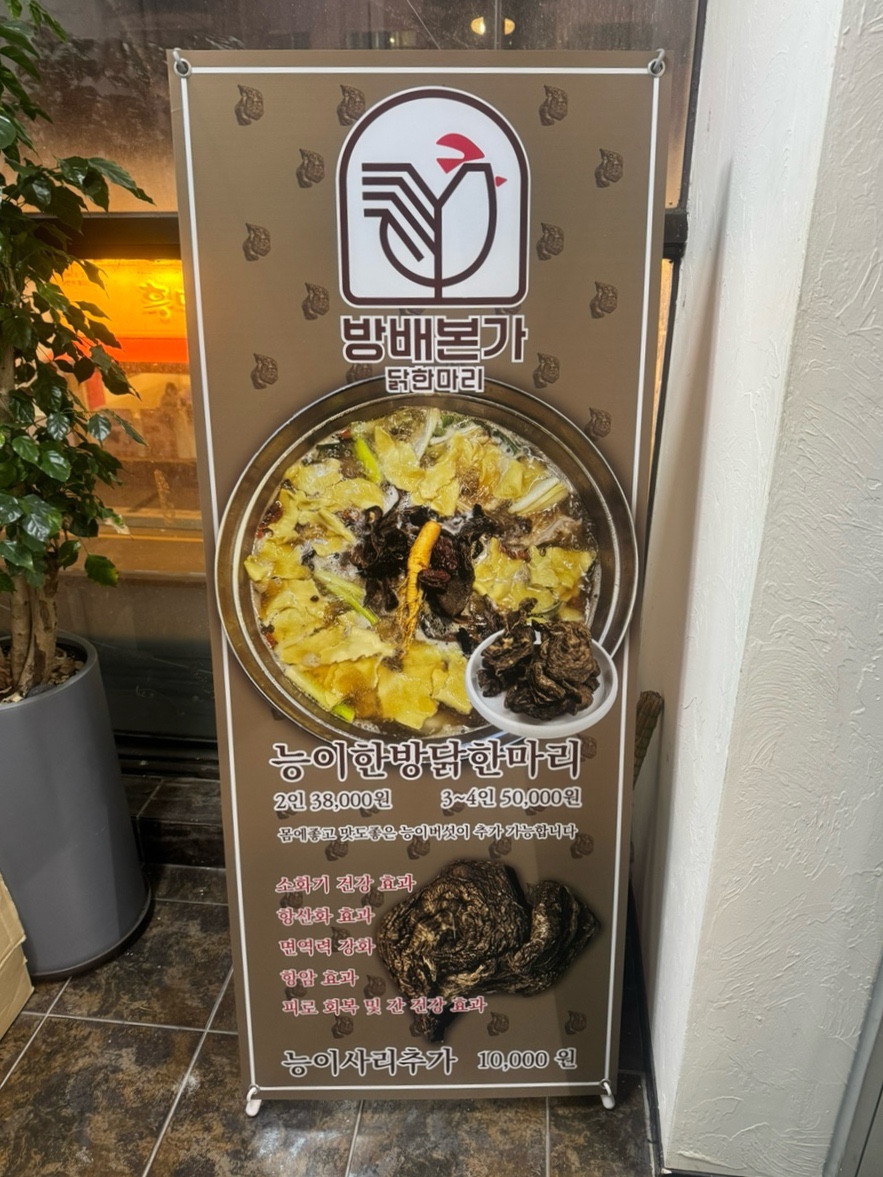 방배본가
닭한마리
능이한방닭한마리
2인 38,000원 3~4인 50,000원
몸에좋고 맛도좋은 능이버섯이 추가 가능합니다
소화기 건강 효과
항산화 효과
면역력 강화
항암 효과
피로 회복 및 간 건강 효과
능이사리추가 10,000 원